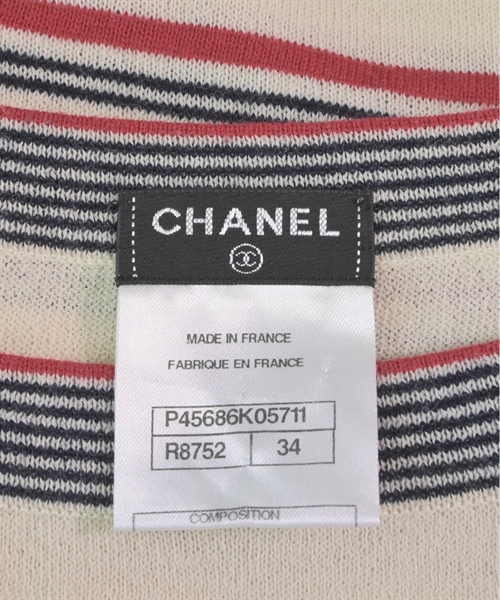 CHANEL
MADE IN FRANCE
FABRIQUE EN FRANCE
P45686K05711
R8752 34
COMPOSITION